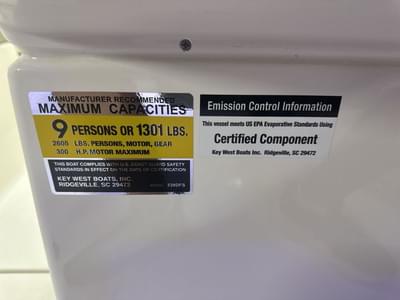 MANUFACTURER RECOMMENDED
MAXIMUM CAPACITIES
9 PERSONS OR 1301 LBS.
2605 LBS. PERSONS, MOTOR, GEAR
300 H.P. MOTOR MAXIMUM
THIS BOAT COMPLIES WITH U.S. COAST GUARD SAFETY
STANDARDS IN EFFECT ON THE DATE OF CERTIFICATION
KEY WEST BOATS, INC.
RIDGEVILLE, SC 29472
Emission Control Information
This vessel meets US EPA Evaporative Standards Using
Certified Component
Key West Boats Inc. Ridgeville, SC 29472